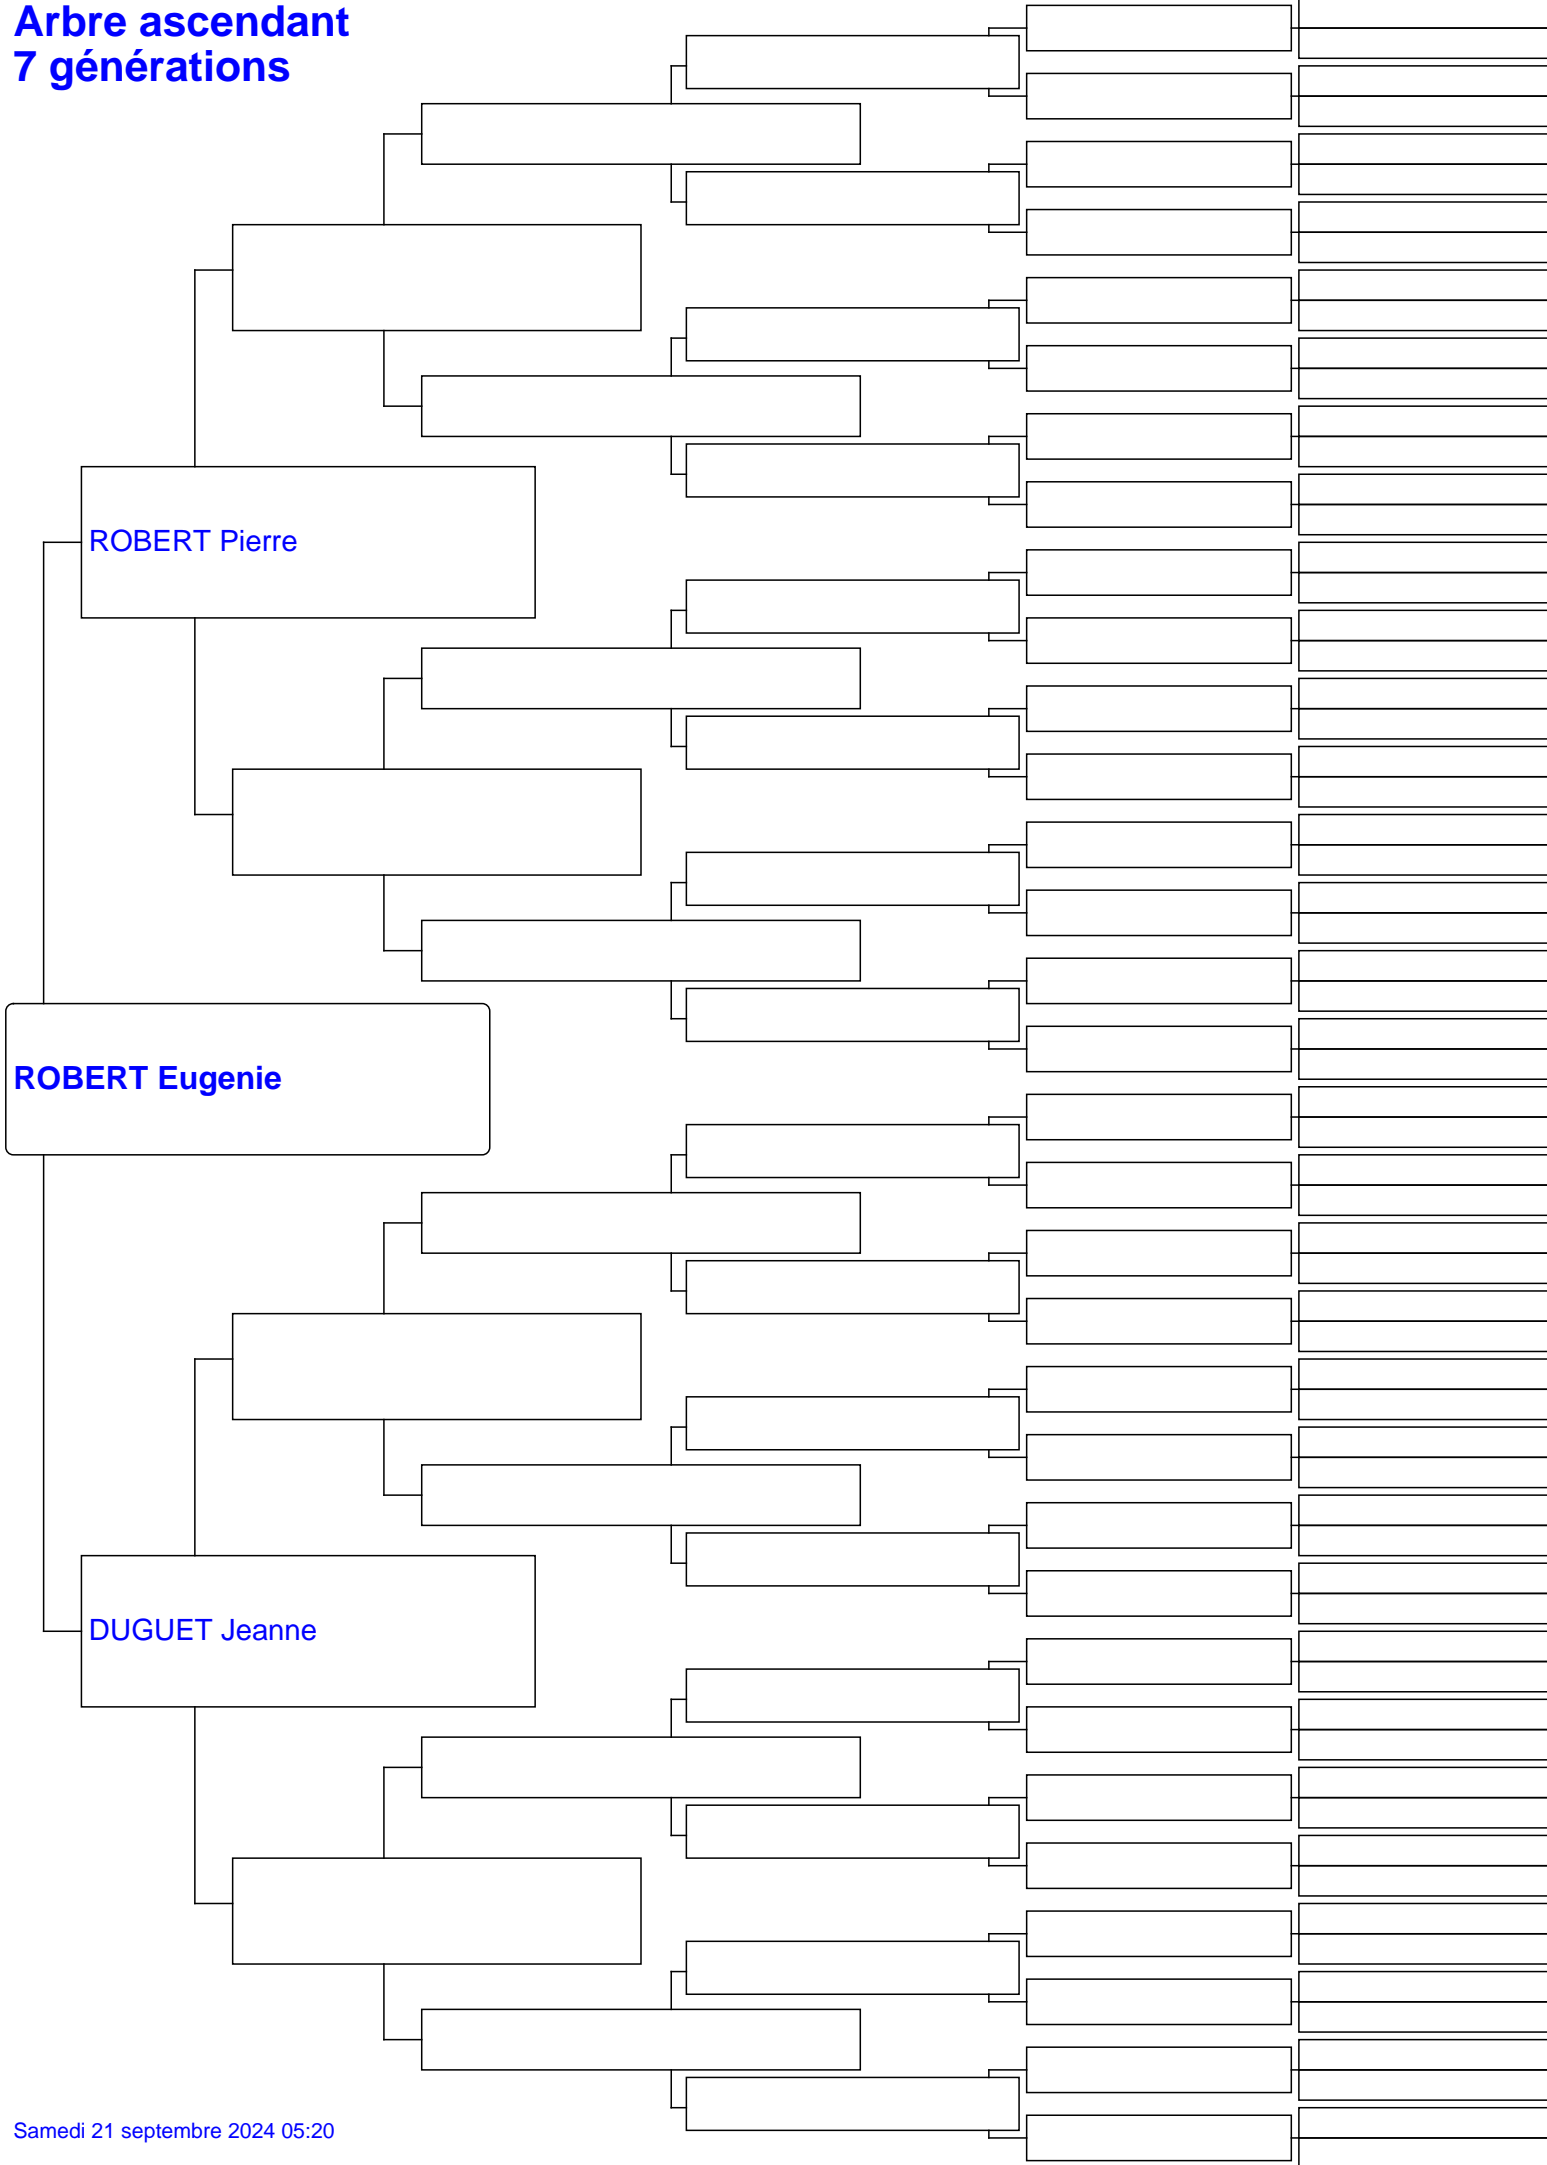 Arbre ascendant
7 générations
ROBERT Pierre
ROBERT Eugenie
DUGUET Jeanne
Samedi 21 septembre 2024 05:20